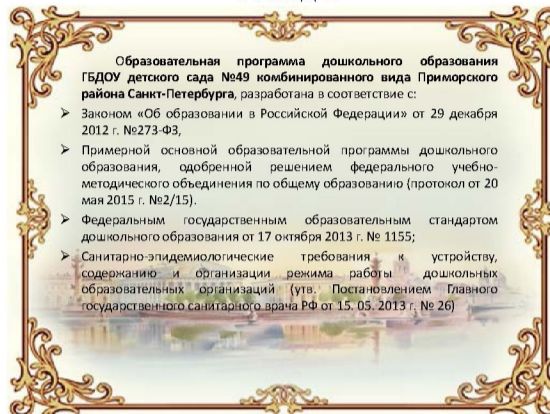 Образовательная программа дошкольного образования
ГБДОУ детского сада №49 комбинированного вида Приморского
района Санкт-Петербурга, разработана в соответствие с:
➢ Законом «Об образовании в Российской Федерации» от 29 декабря
2012 г. №273-ФЗ,
➢ Примерной основной образовательной программы дошкольного
образования, одобренной решением федерального учебно-
методического объединения по общему образованию (протокол от 20
мая 2015 г. №2/15).
➢ Федеральным государственным образовательным стандартом
дошкольного образования от 17 октября 2013 г. № 1155;
➢ Санитарно-эпидемиологические требования к устройству,
содержанию и организации режима работы дошкольных
образовательных организаций (утв. Постановлением Главного
государственного санитарного врача РФ от 15. 05. 2013 г. № 26)